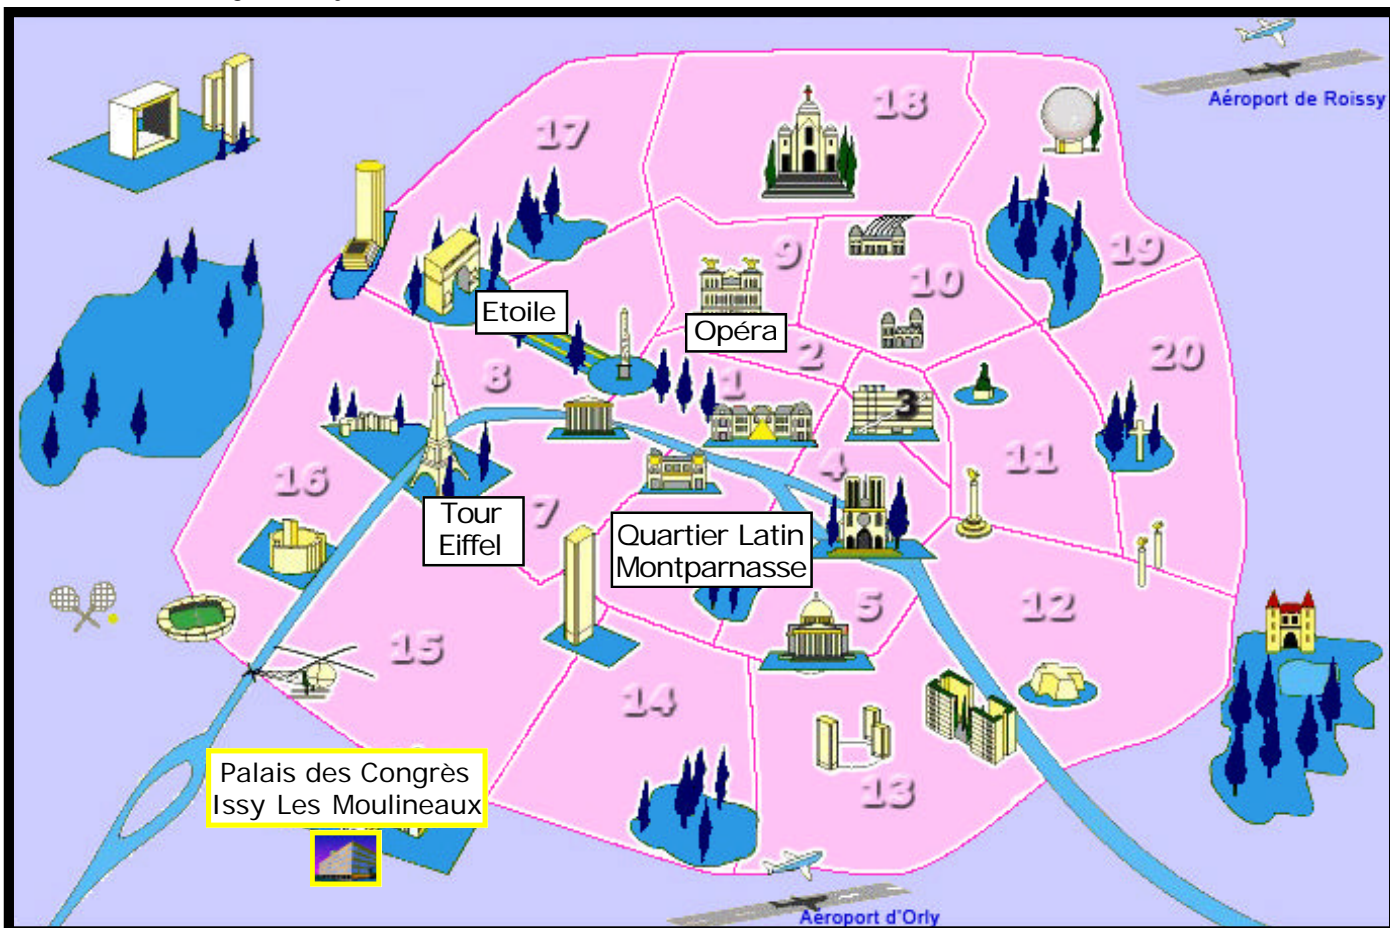 Aéroport de Roissy
18
17
19
9
10
Etoile
Opéra
2
20
8
1
3
11
4
16
7
Tour
Eiffel
Quartier Latin
Montparnasse
12
5
15
14
13
Palais des Congrès
Issy Les Moulineaux
Aéroport d'Orly